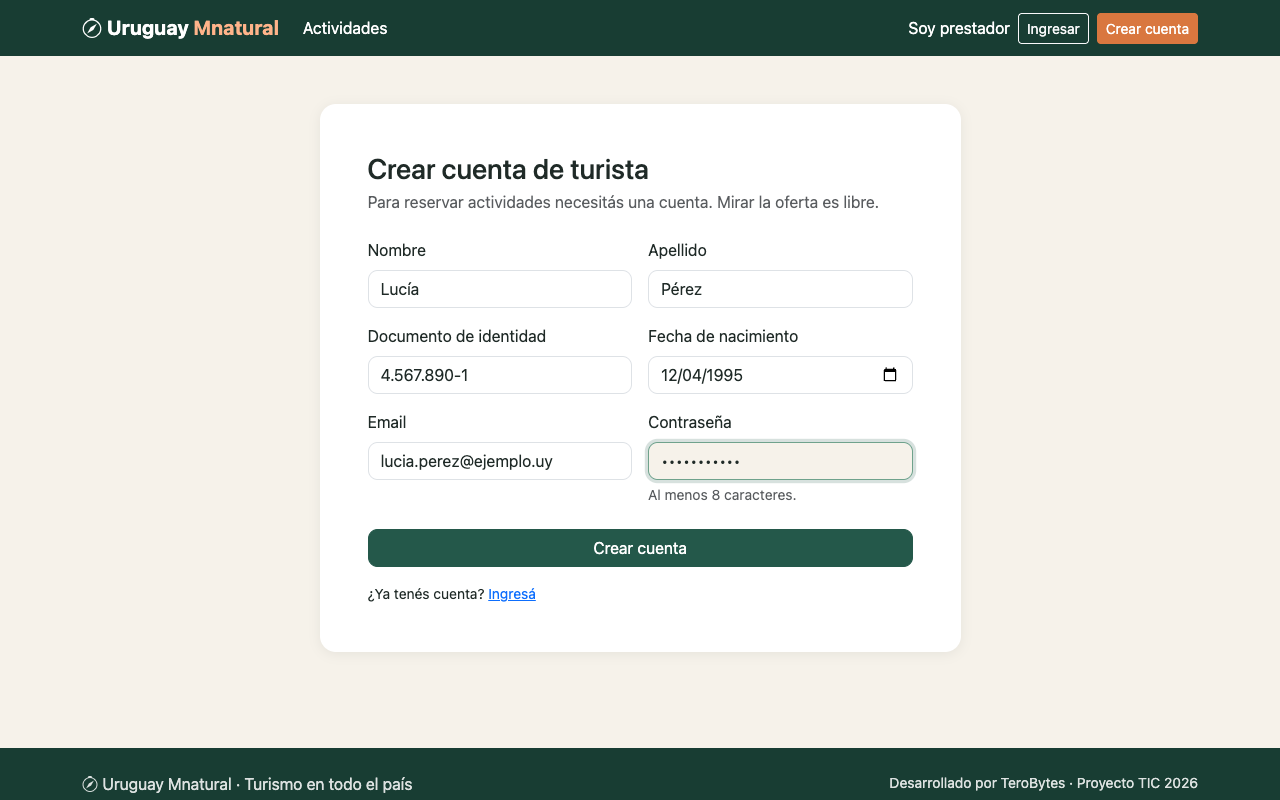 Uruguay Mnatural Actividades Soy prestador Ingresar Crear cuenta
Crear cuenta de turista
Para reservar actividades necesitás una cuenta. Mirar la oferta es libre.
Nombre Apellido
Lucía Pérez
Documento de identidad Fecha de nacimiento
4.567.890-1 12/04/1995
Email Contraseña
lucia.perez@ejemplo.uy •••••••••••
Al menos 8 caracteres.
Crear cuenta
¿Ya tenés cuenta? Ingresá
Uruguay Mnatural · Turismo en todo el país Desarrollado por TeroBytes · Proyecto TIC 2026